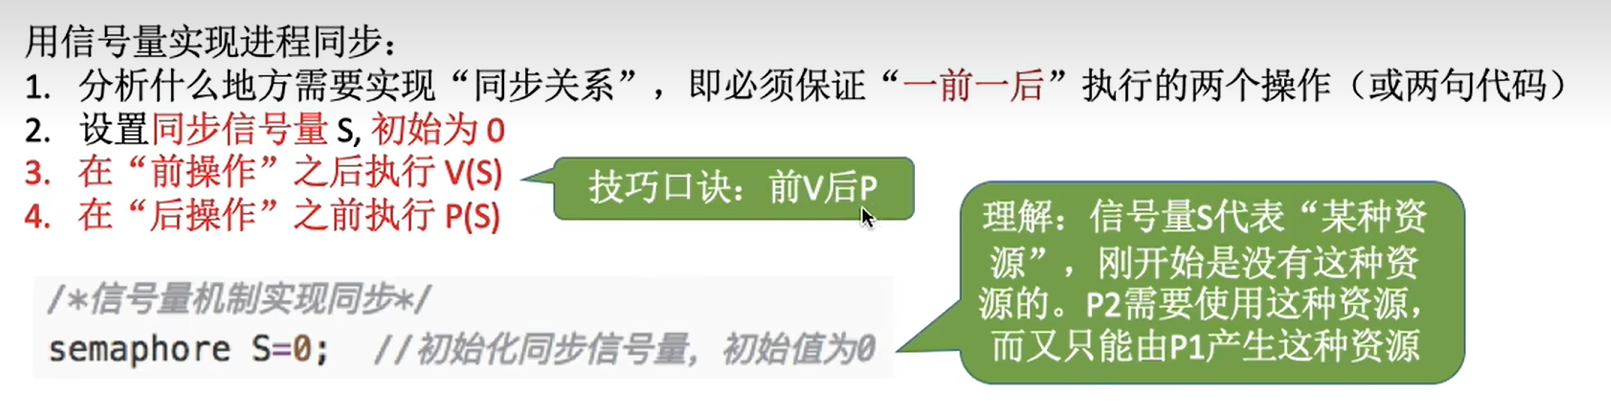 用信号量实现进程同步：
1. 分析什么地方需要实现“同步关系”，即必须保证“一前一后”执行的两个操作（或两句代码）
2. 设置同步信号量 S, 初始为 0
3. 在“前操作”之后执行 V(S)
4. 在“后操作”之前执行 P(S)
技巧口诀：前V后P
理解：信号量S代表“某种资
源”，刚开始是没有这种资
源的。P2需要使用这种资源，
而又只能由P1产生这种资源
/*信号量机制实现同步*/
semaphore S=0; //初始化同步信号量，初始值为0